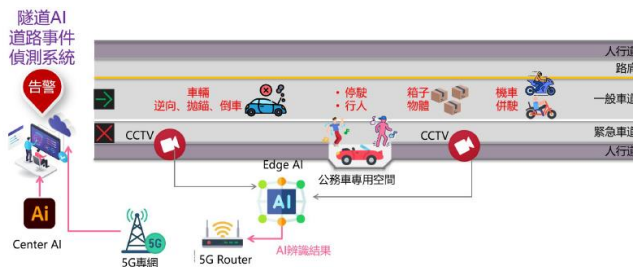 隧道AI
道路事件
偵測系統
告警
人行道
路肩
車輛
逆向、拋錨、倒車
• 停駛
• 行人
箱子
物體
機車
併駛
一般車道
緊急車道
CCTV
CCTV
人行道
Edge AI
公務車專用空間
AI
Ai
Center AI
5G
5G專網
5G Router
AI辨識結果